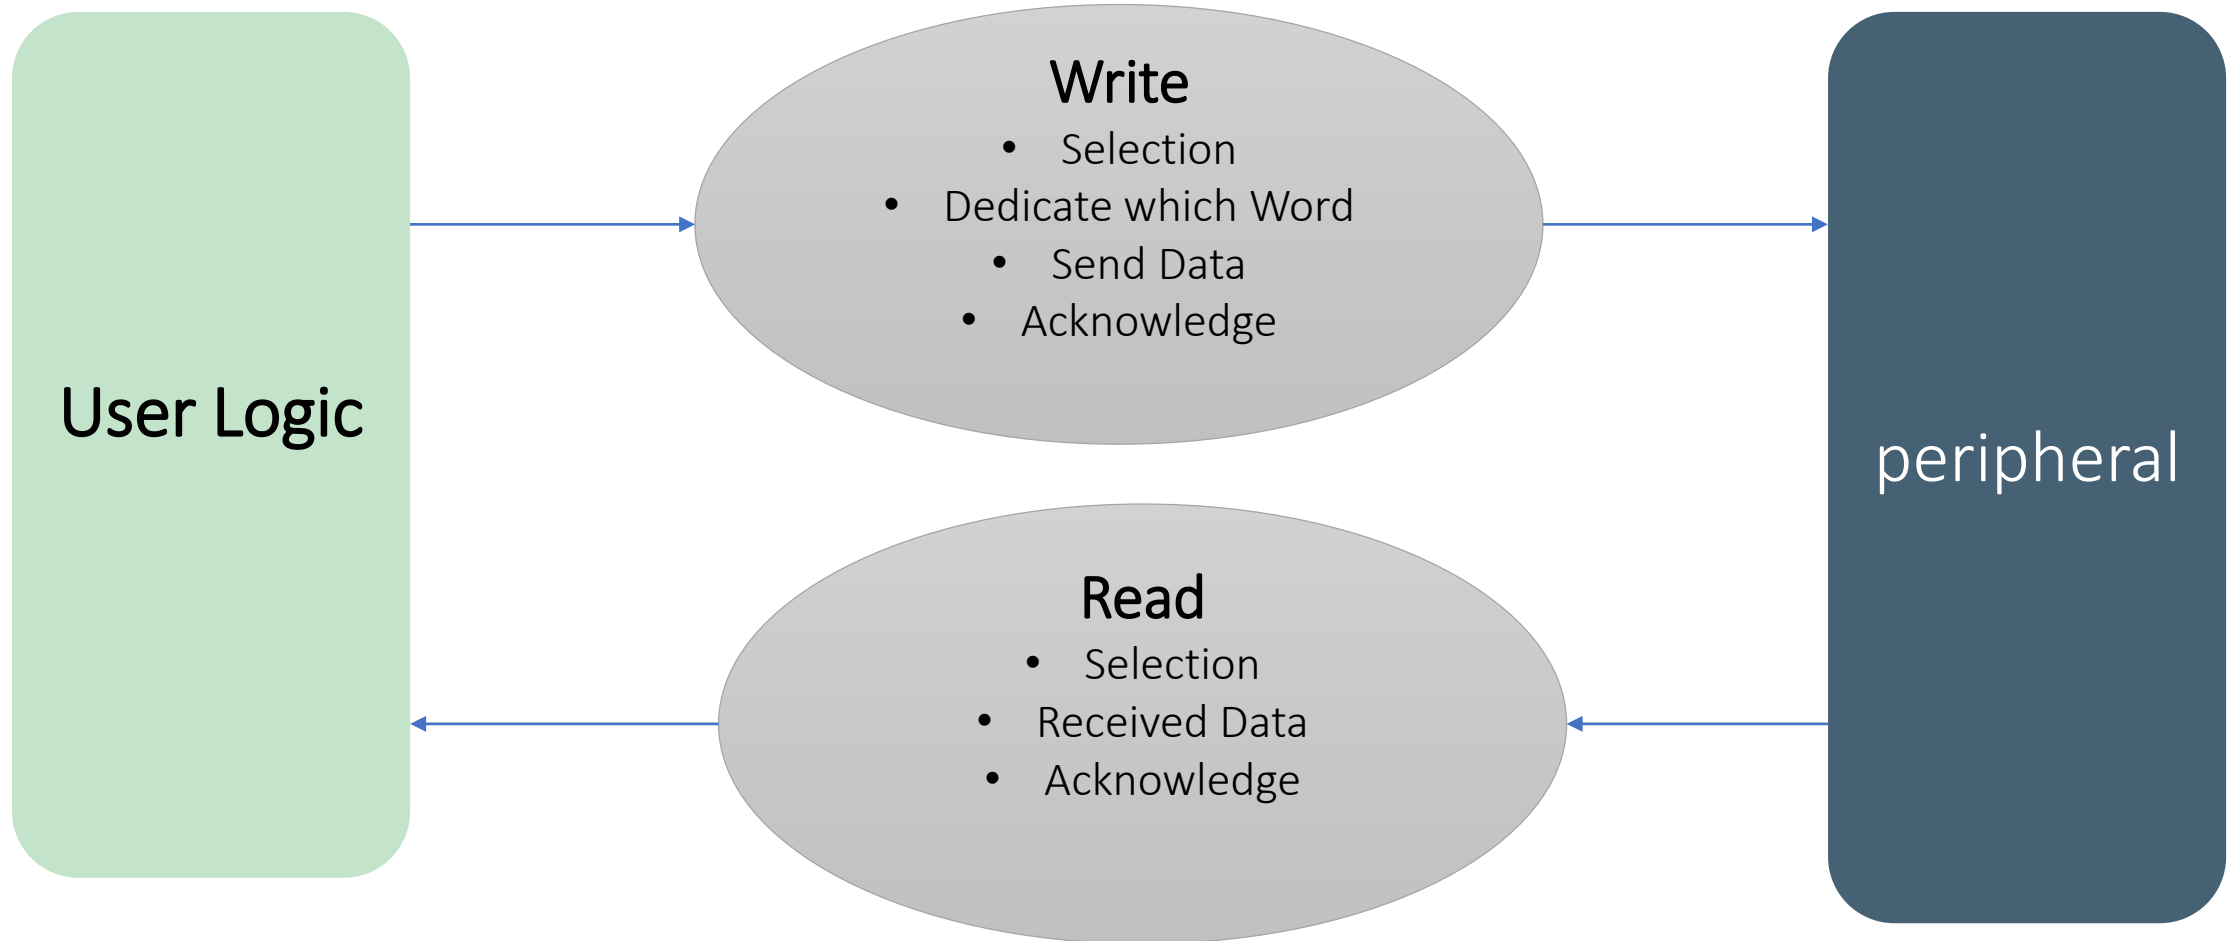 User Logic
Write
• Selection
• Dedicate which Word
• Send Data
• Acknowledge
Read
• Selection
• Received Data
• Acknowledge
peripheral